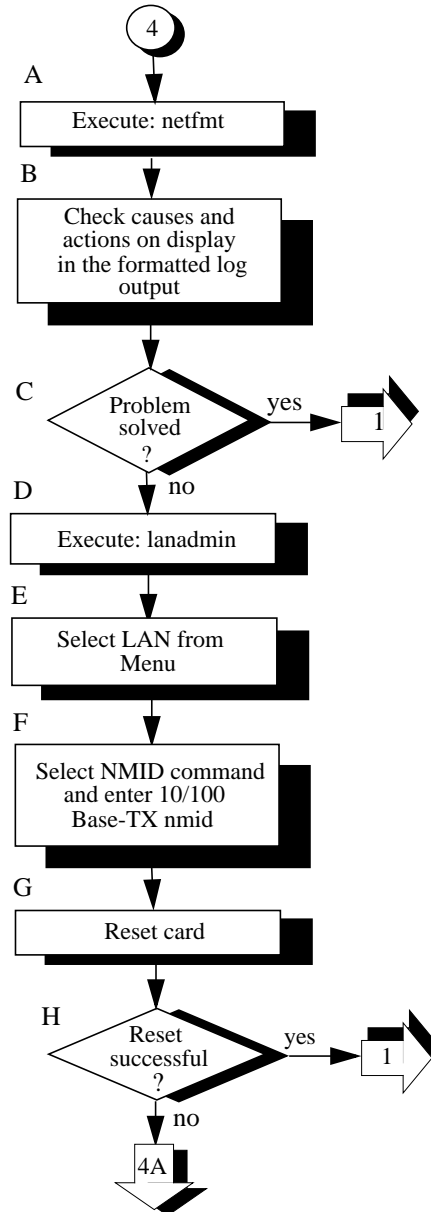 4
A
Execute: netfmt
B
Check causes and
actions on display
in the formatted log
output
C
Problem
solved
?
yes
1
no
D
Execute: lanadmin
E
Select LAN from
Menu
F
Select NMID command
and enter 10/100
Base-TX nmid
G
Reset card
H
Reset
successful
?
yes
1
no
4A